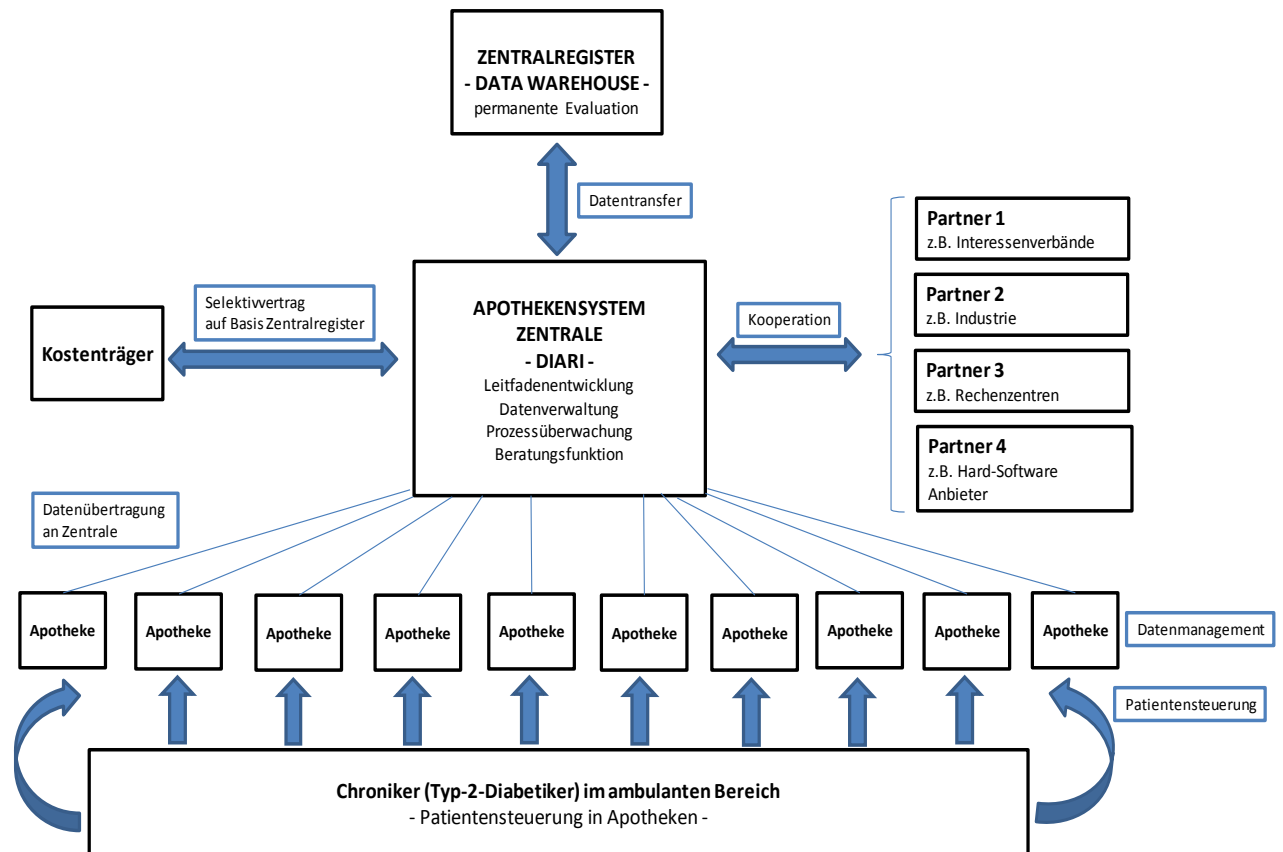 ZENTRALREGISTER
- DATA WAREHOUSE -
permanente Evaluation
Datentransfer
Partner 1
z.B. Interessenverbände
Selektivvertrag
auf Basis Zentralregister
APOTHEKENSYSTEM
ZENTRALE
- DIARI -
Leitfadenentwicklung
Datenverwaltung
Prozessüberwachung
Beratungsfunktion
Kooperation
Partner 2
z.B. Industrie
Kostenträger
Partner 3
z.B. Rechenzentren
Partner 4
z.B. Hard-Software
Anbieter
Datenübertragung
an Zentrale
Apotheke
Apotheke
Apotheke
Apotheke
Apotheke
Apotheke
Apotheke
Apotheke
Apotheke
Apotheke
Datenmanagement
Patientensteuerung
Chroniker (Typ-2-Diabetiker) im ambulanten Bereich
- Patientensteuerung in Apotheken -